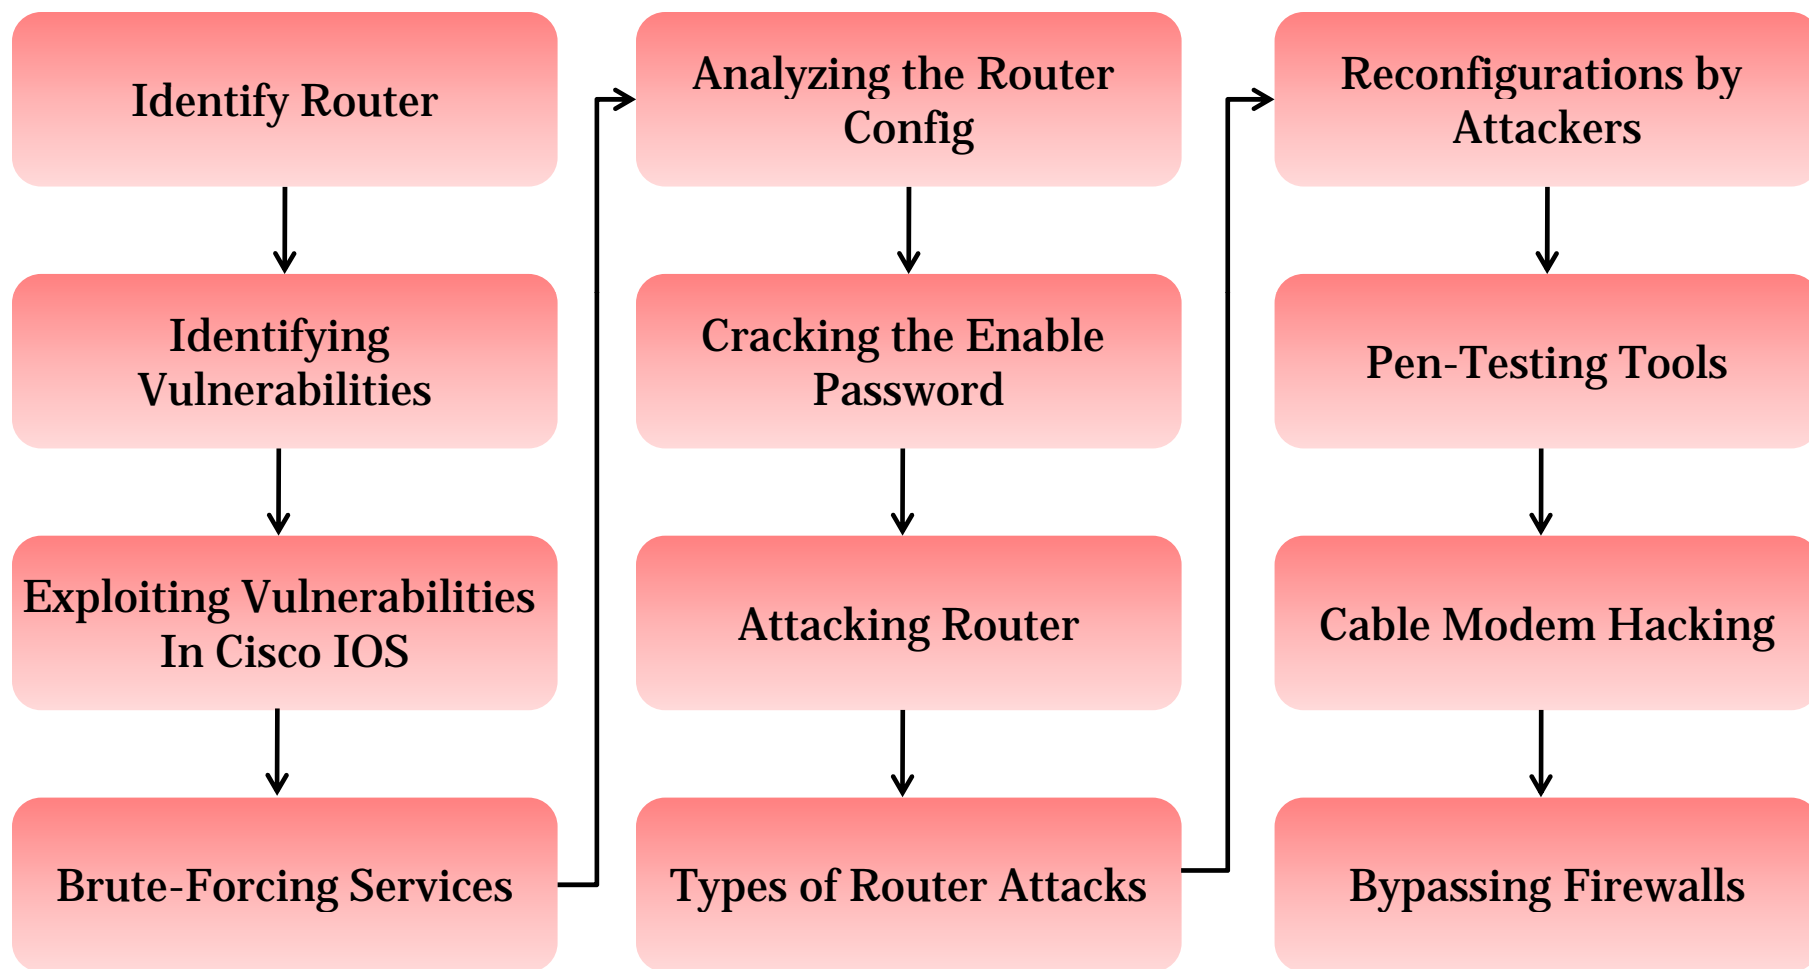 Identify Router
Identifying
Vulnerabilities
Exploiting Vulnerabilities
In Cisco IOS
Brute-Forcing Services
Analyzing the Router
Config
Cracking the Enable
Password
Attacking Router
Types of Router Attacks
Reconfigurations by
Attackers
Pen-Testing Tools
Cable Modem Hacking
Bypassing Firewalls